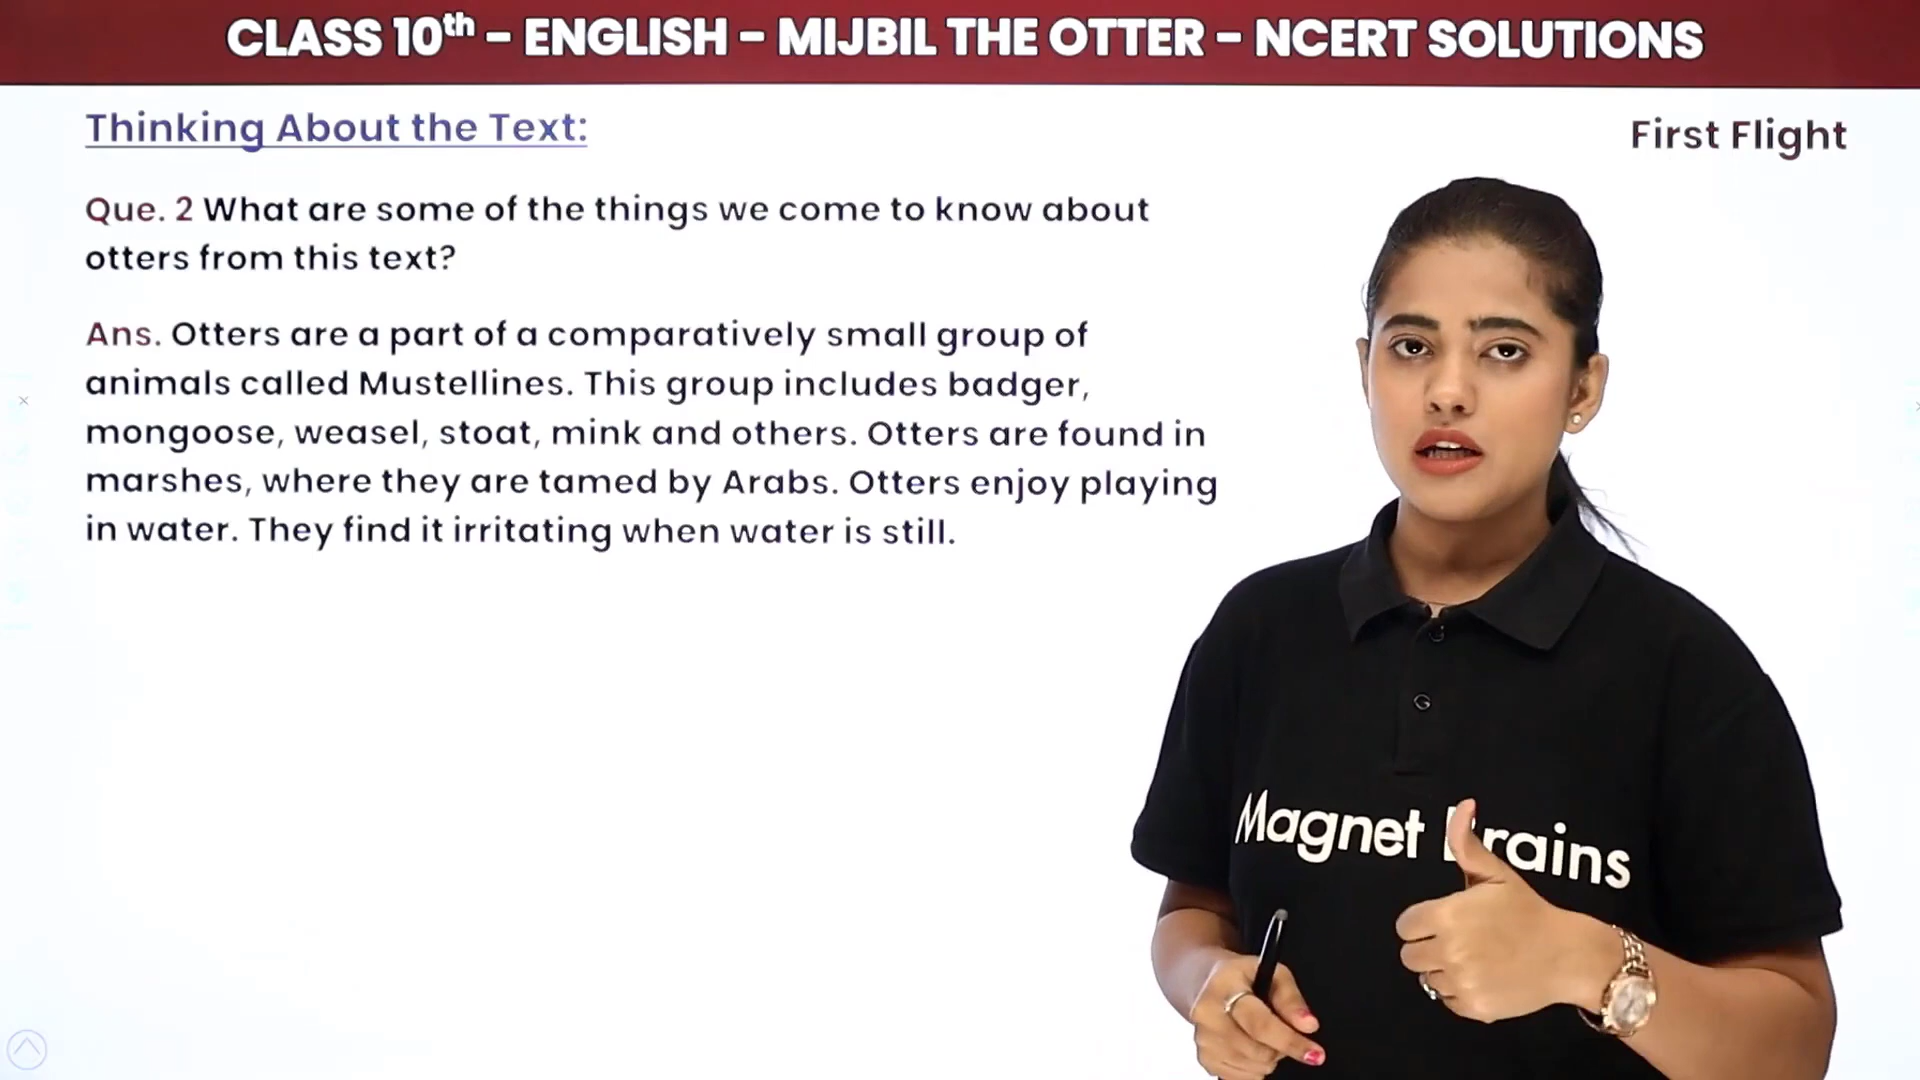 CLASS 10th - ENGLISH - MIJBIL THE OTTER - NCERT SOLUTIONS
Thinking About the Text:
First Flight
Que. 2 What are some of the things we come to know about
otters from this text?
Ans. Otters are a part of a comparatively small group of
animals called Mustellines. This group includes badger,
mongoose, weasel, stoat, mink and others. Otters are found in
marshes, where they are tamed by Arabs. Otters enjoy playing
in water. They find it irritating when water is still.
Magnet Brains